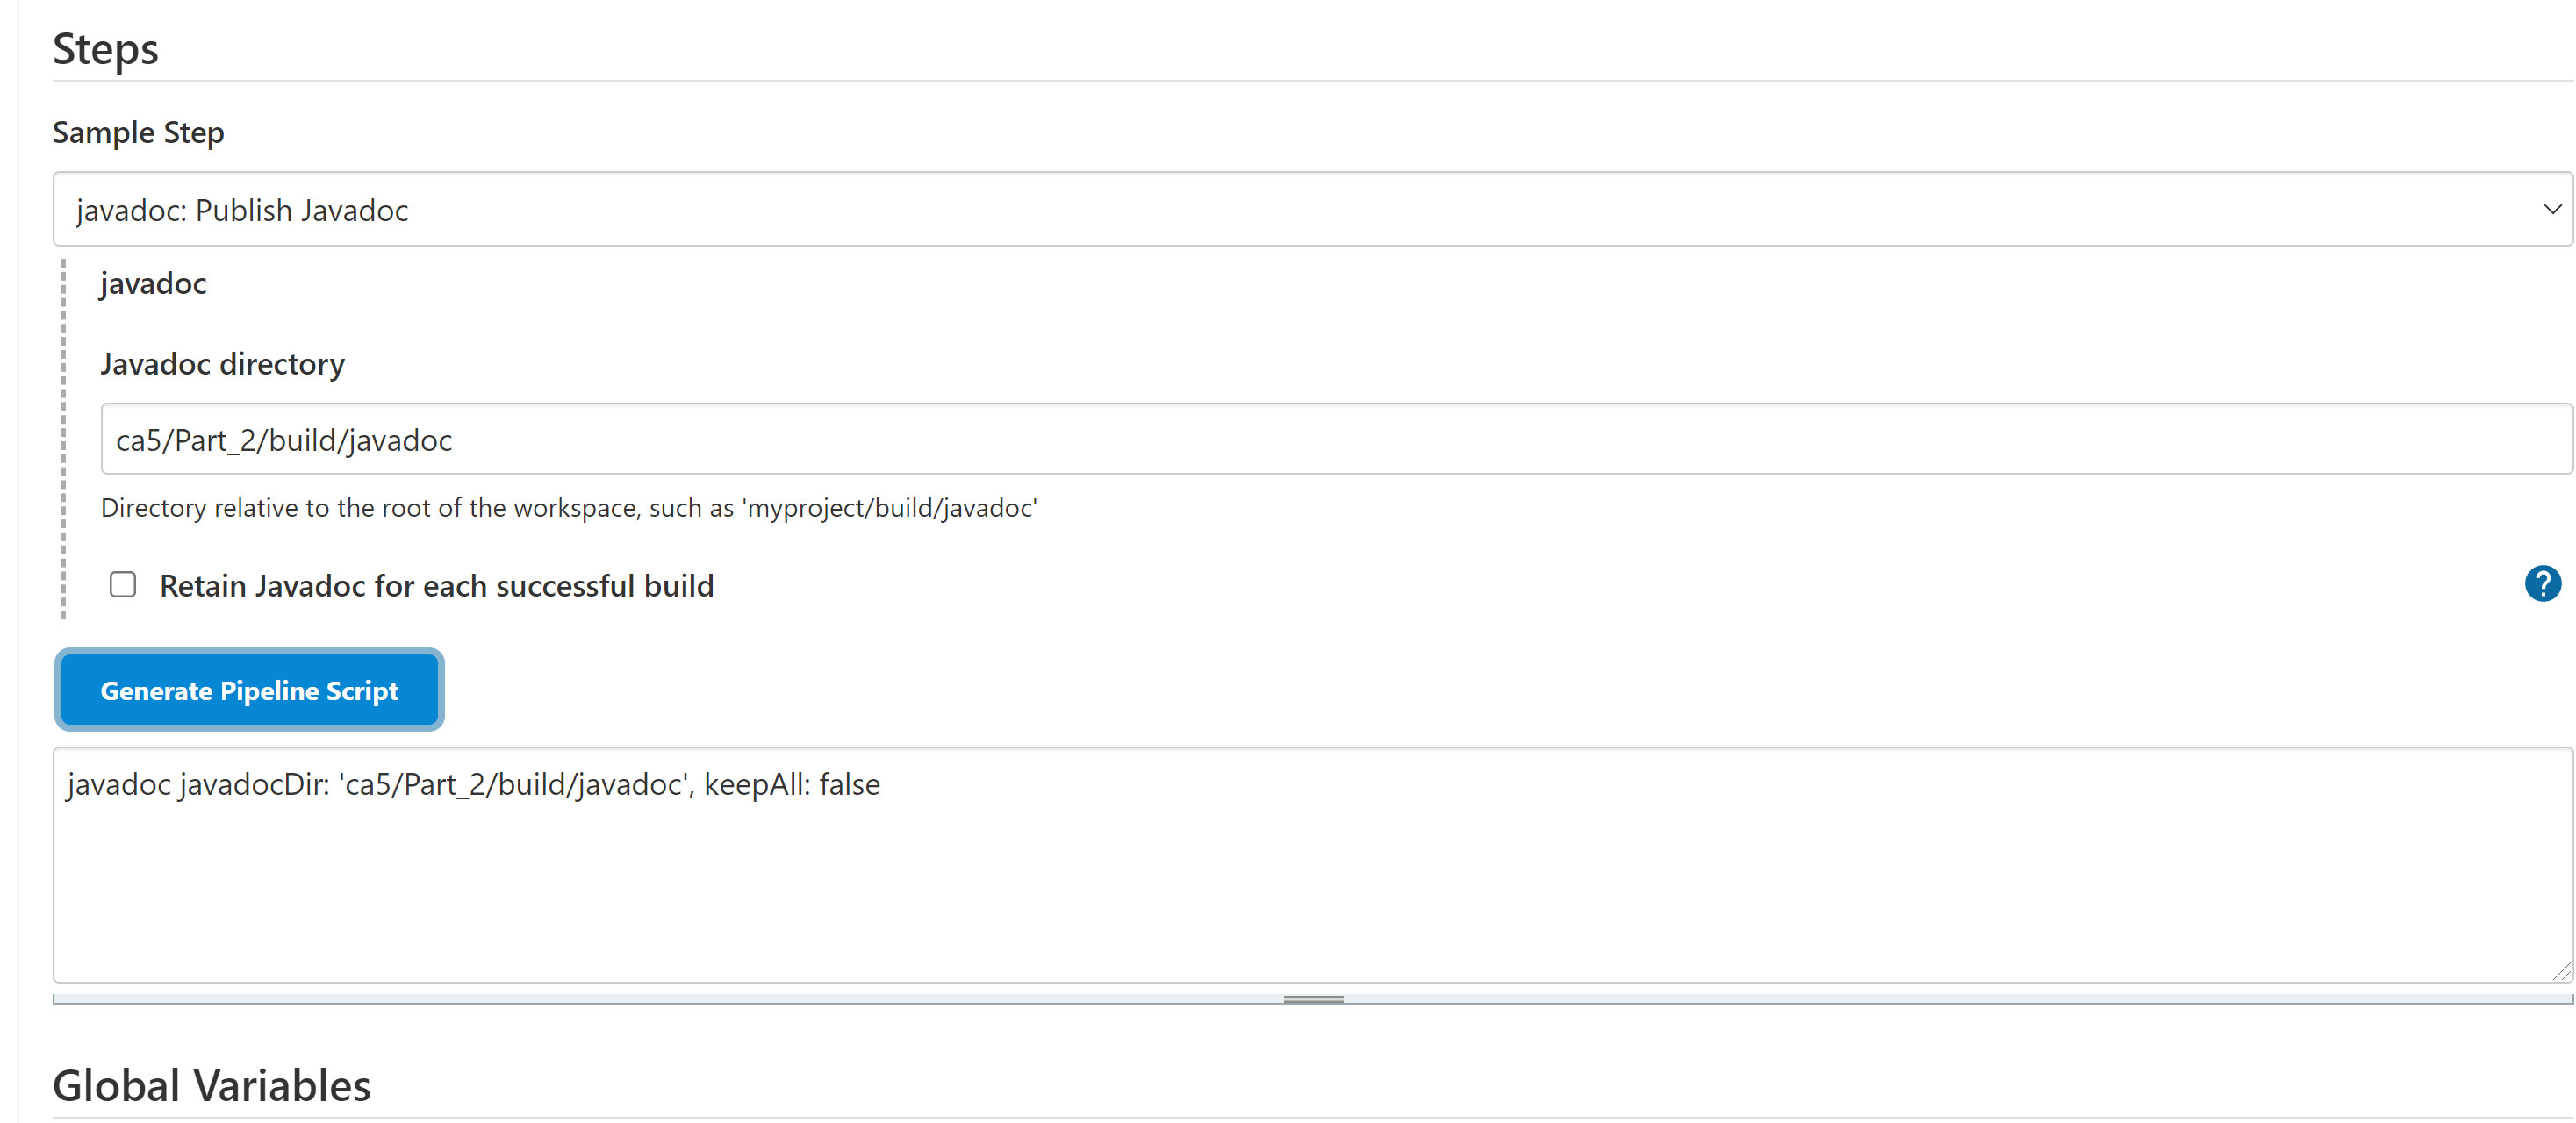 Steps
Sample Step
javadoc: Publish Javadoc
javadoc
Javadoc directory
ca5/Part_2/build/javadoc
Directory relative to the root of the workspace, such as 'myproject/build/javadoc'
Retain Javadoc for each successful build
?
Generate Pipeline Script
javadoc javadocDir: 'ca5/Part_2/build/javadoc', keepAll: false
Global Variables